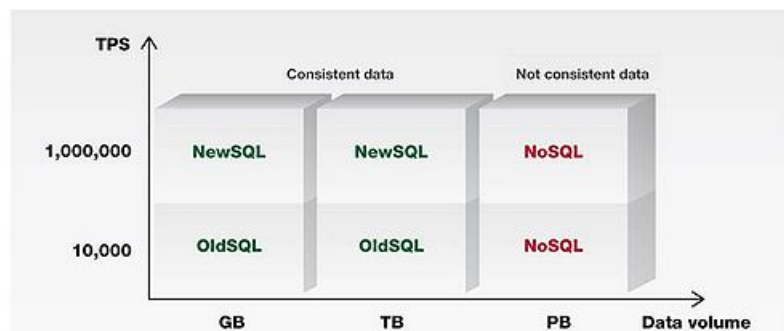 TPS
Consistent data
Not consistent data
1,000,000
NewSQL
NewSQL
NoSQL
10,000
OldSQL
OldSQL
NoSQL
GB
TB
PB
Data volume